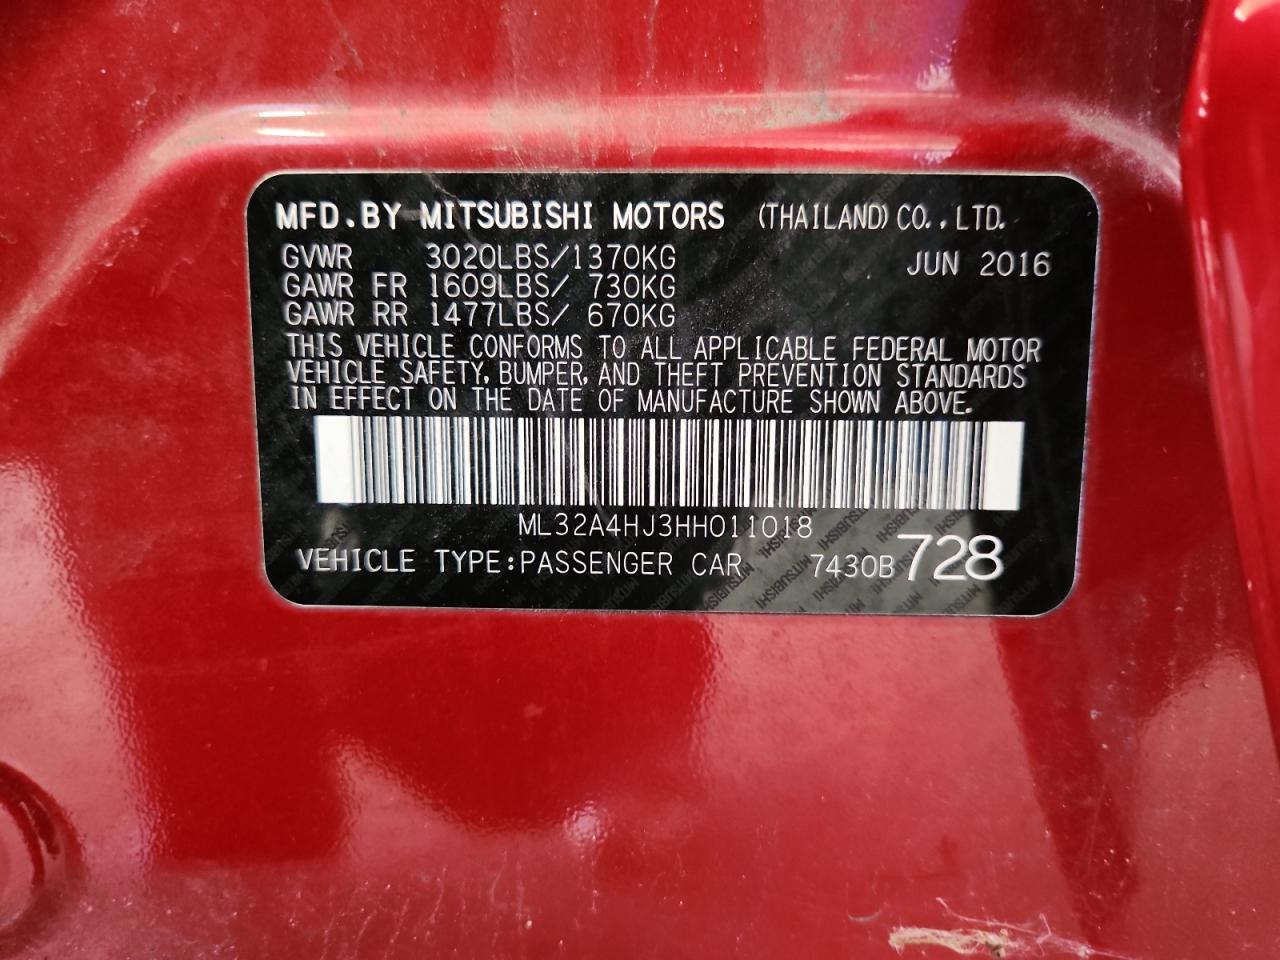 MFD.BY MITSUBISHI MOTORS (THAILAND) CO., LTD.
GVWR 3020LBS/1370KG JUN 2016
GAWR FR 1609LBS/ 730KG
GAWR RR 1477LBS/ 670KG
THIS VEHICLE CONFORMS TO ALL APPLICABLE FEDERAL MOTOR
VEHICLE SAFETY, BUMPER, AND THEFT PREVENTION STANDARDS
IN EFFECT ON THE DATE OF MANUFACTURE SHOWN ABOVE.
ML32A4HJ3HH011018
VEHICLE TYPE:PASSENGER CAR 7430B 728